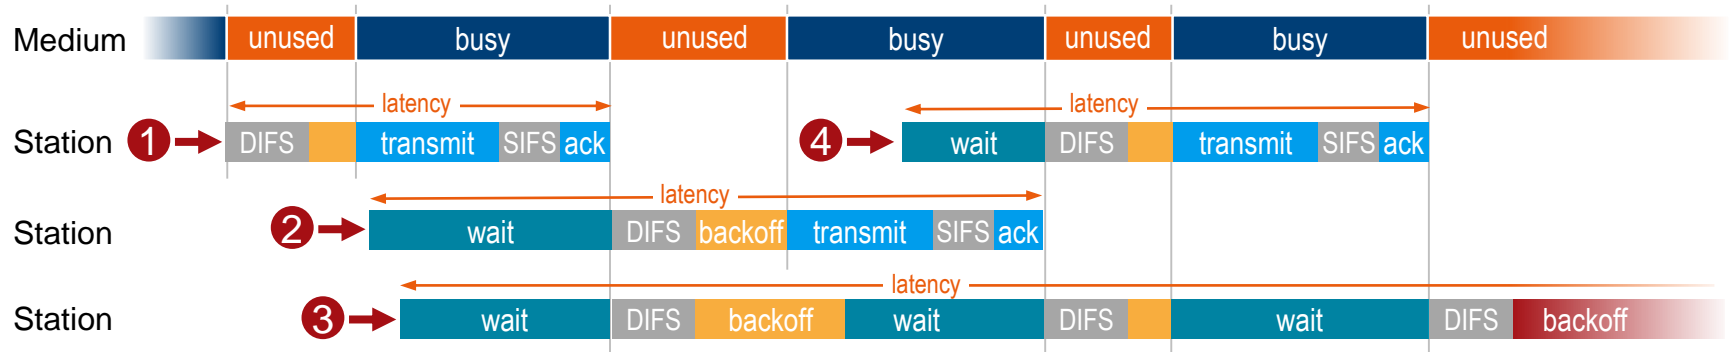 Medium unused busy unused busy unused busy unused
latency latency
Station 1 DIFS transmit SIFS ack 4 wait DIFS transmit SIFS ack
latency
Station 2 wait DIFS backoff transmit SIFS ack
latency
Station 3 wait DIFS backoff wait DIFS wait DIFS backoff